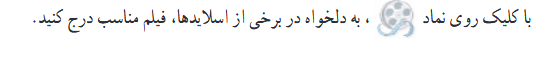 با کلیک روی نماد ، به دلخواه در برخی از اسلایدها، فیلم مناسب درج کنید.